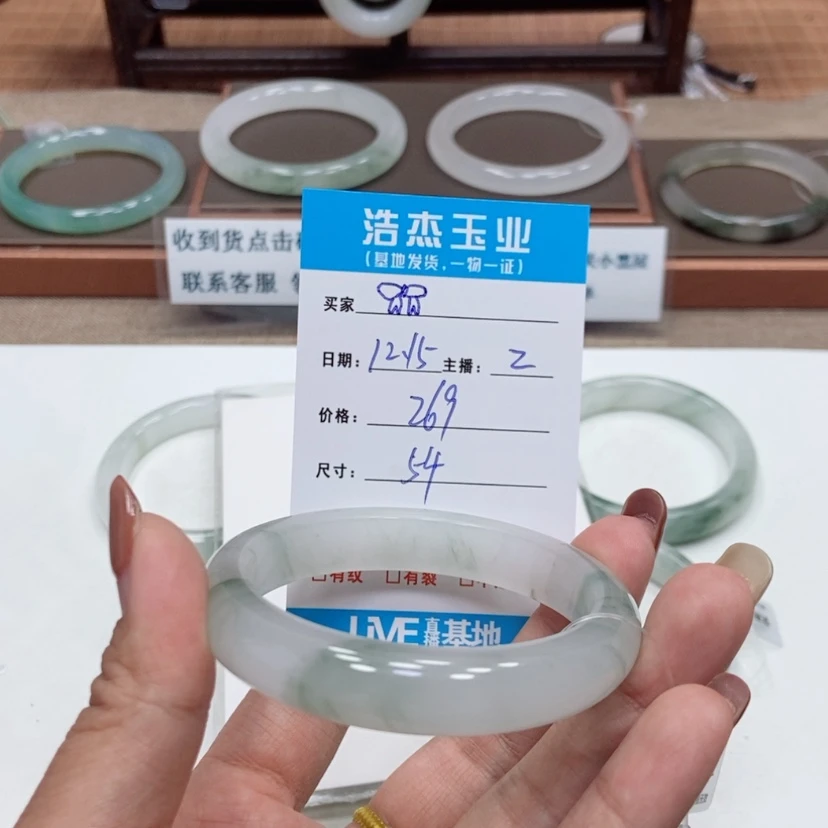 浩杰玉业
(基地发货,一物一证)
收到货点击
联系客服
买家
日期: 12.15 主播: Z
价格: 269
尺寸: 54
☐有纹 ☐有裂 ☐
LiVE 直播 基地